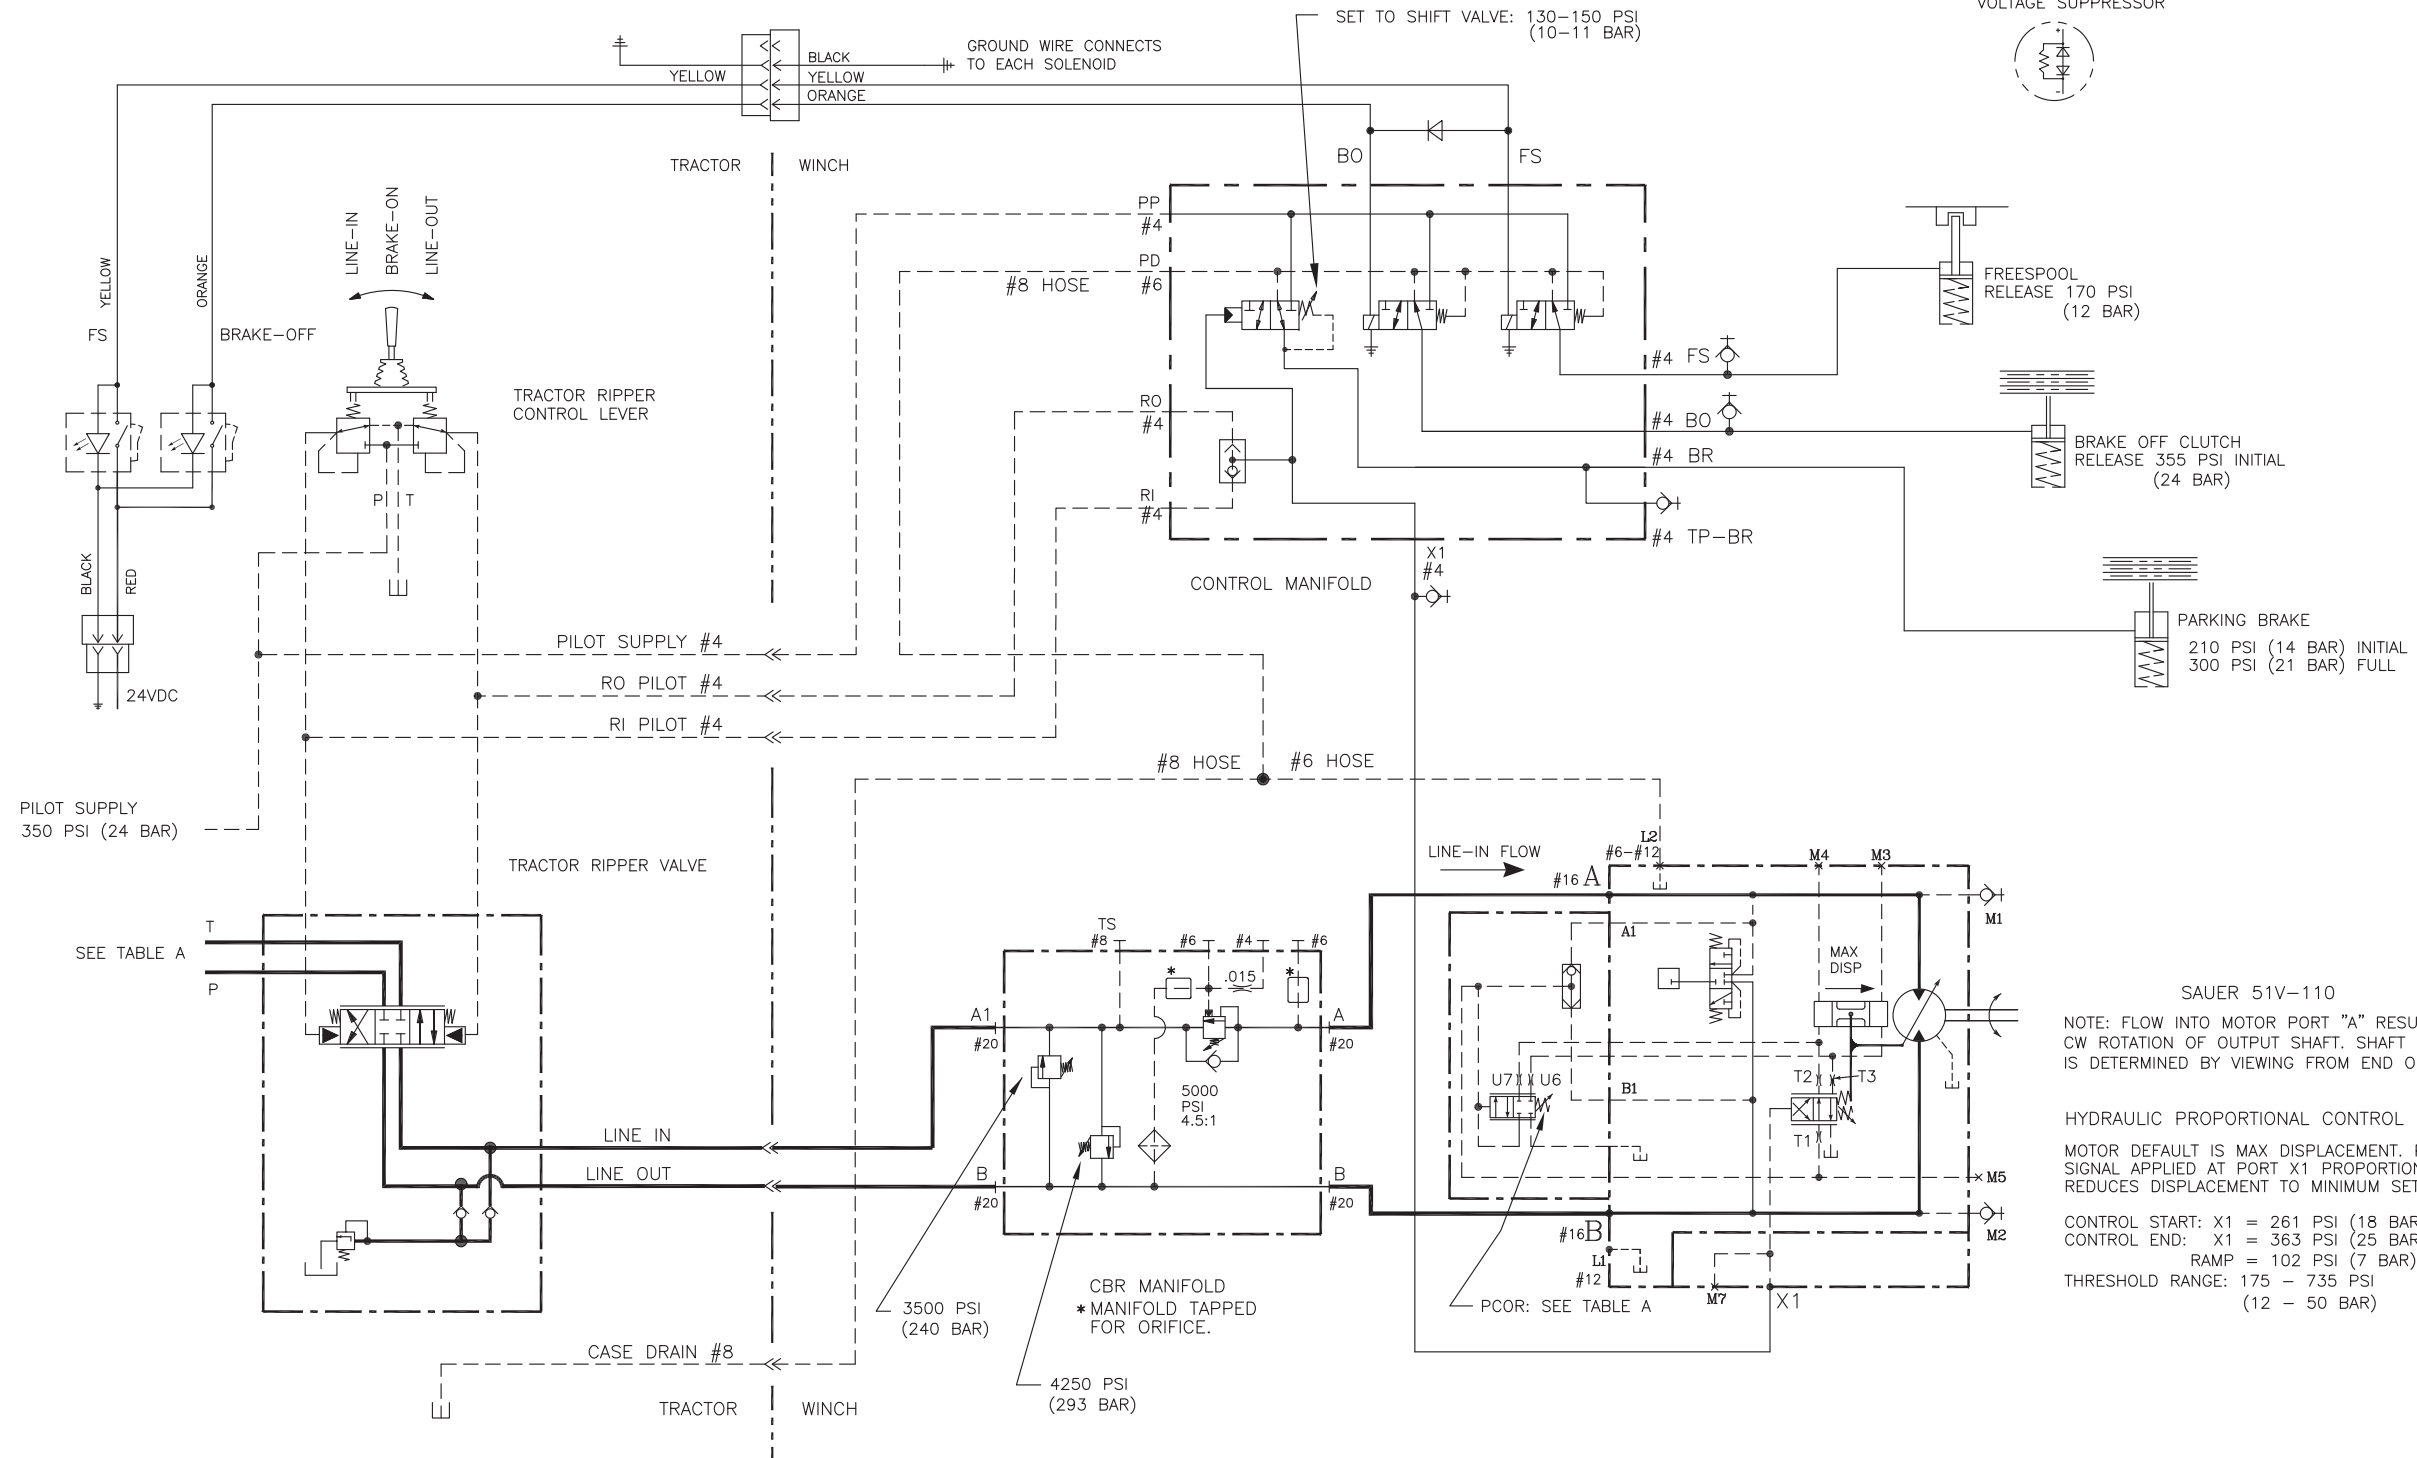 SET TO SHIFT VALVE: 130-150 PSI
(10-11 BAR)
VOLTAGE SUPPRESSOR
+
-
GROUND WIRE CONNECTS
TO EACH SOLENOID
BLACK
YELLOW
YELLOW
ORANGE
TRACTOR
WINCH
BO
FS
LINE-IN
BRAKE-ON
LINE-OUT
YELLOW
ORANGE
FS
BRAKE-OFF
TRACTOR RIPPER
CONTROL LEVER
P
T
BLACK
RED
24VDC
PP
#4
PD
#6
#8 HOSE
RO
#4
RI
#4
#4 FS
#4 BO
#4 BR
#4 TP-BR
X1
#4
CONTROL MANIFOLD
FREESPOOL
RELEASE 170 PSI
(12 BAR)
BRAKE OFF CLUTCH
RELEASE 355 PSI INITIAL
(24 BAR)
PARKING BRAKE
210 PSI (14 BAR) INITIAL
300 PSI (21 BAR) FULL
PILOT SUPPLY #4
RO PILOT #4
RI PILOT #4
#8 HOSE
#6 HOSE
PILOT SUPPLY
350 PSI (24 BAR)
TRACTOR RIPPER VALVE
T
SEE TABLE A
P
LINE IN
LINE OUT
CASE DRAIN #8
TRACTOR
WINCH
TS
#8
#6
#4
#6
*
.015
*
A1
#20
A
#20
5000
PSI
4.5:1
B
#20
B
#20
3500 PSI
(240 BAR)
4250 PSI
(293 BAR)
CBR MANIFOLD
* MANIFOLD TAPPED
FOR ORIFICE.
LINE-IN FLOW
L2
#6-#12
#16 A
M4
M3
M1
A1
MAX
DISP
U7
U6
B1
T2
T3
T1
M5
#16 B
M2
L1
#12
M7
X1
PCOR: SEE TABLE A
SAUER 51V-110
NOTE: FLOW INTO MOTOR PORT "A" RESU
CW ROTATION OF OUTPUT SHAFT. SHAFT
IS DETERMINED BY VIEWING FROM END O
HYDRAULIC PROPORTIONAL CONTROL
MOTOR DEFAULT IS MAX DISPLACEMENT.
SIGNAL APPLIED AT PORT X1 PROPORTION
REDUCES DISPLACEMENT TO MINIMUM SET
CONTROL START: X1 = 261 PSI (18 BAR
CONTROL END: X1 = 363 PSI (25 BAR
RAMP = 102 PSI (7 BAR)
THRESHOLD RANGE: 175 - 735 PSI
(12 - 50 BAR)